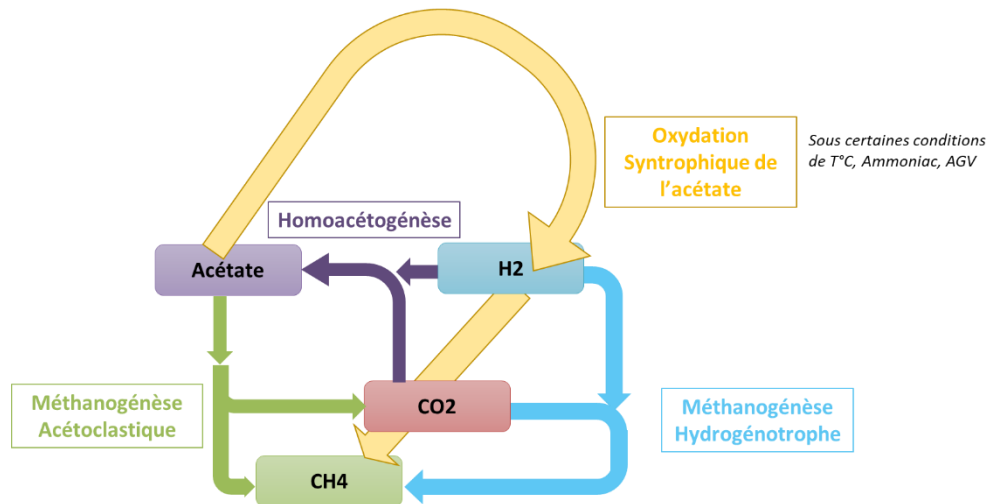 Oxydation
Syntrophique de
l’acétate
Sous certaines conditions
de T°C, Ammoniac, AGV
Homoacétogénèse
Acétate
H2
Méthanogénèse
Acétoclastique
CO2
Méthanogénèse
Hydrogénotrophe
CH4